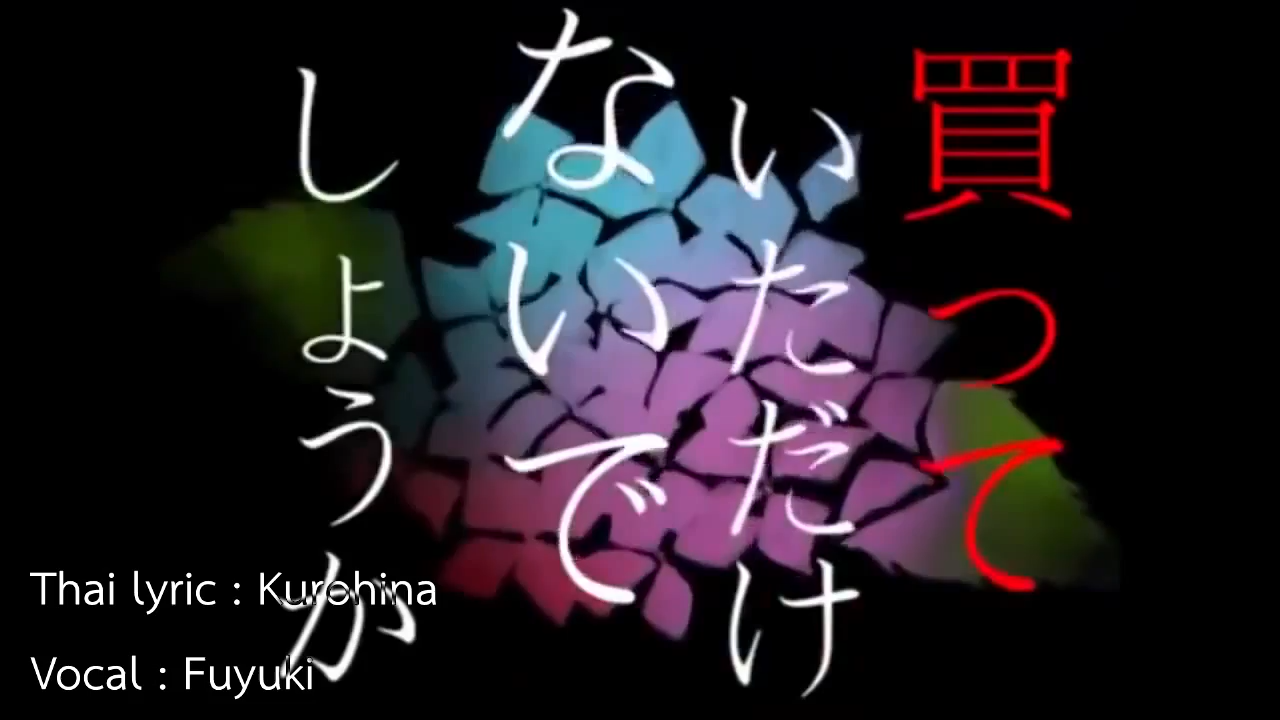 買って
いただけ
ないで
しょうか
Thai lyric : Kurohina
Vocal : Fuyuki